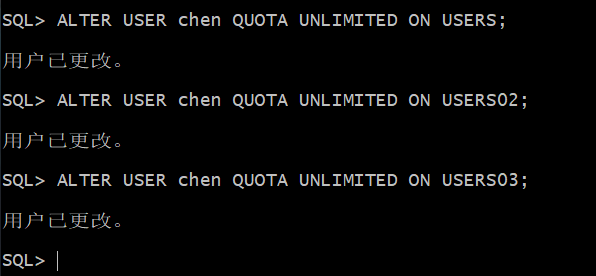 SQL> ALTER USER chen QUOTA UNLIMITED ON USERS;
用户已更改。
SQL> ALTER USER chen QUOTA UNLIMITED ON USERS02;
用户已更改。
SQL> ALTER USER chen QUOTA UNLIMITED ON USERS03;
用户已更改。
SQL>